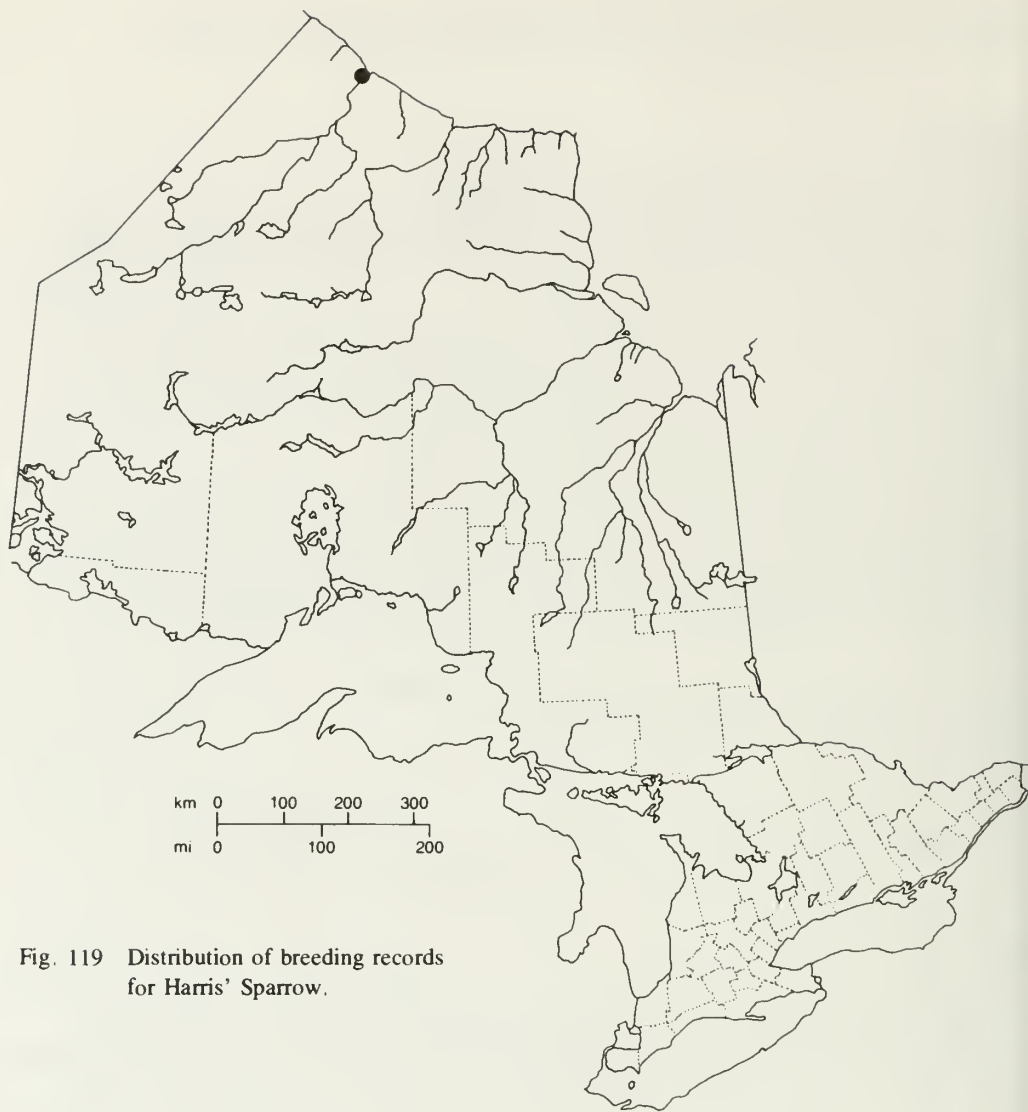 km 0 100 200 300
mi 0 100 200
Fig. 119 Distribution of breeding records
for Harris' Sparrow.